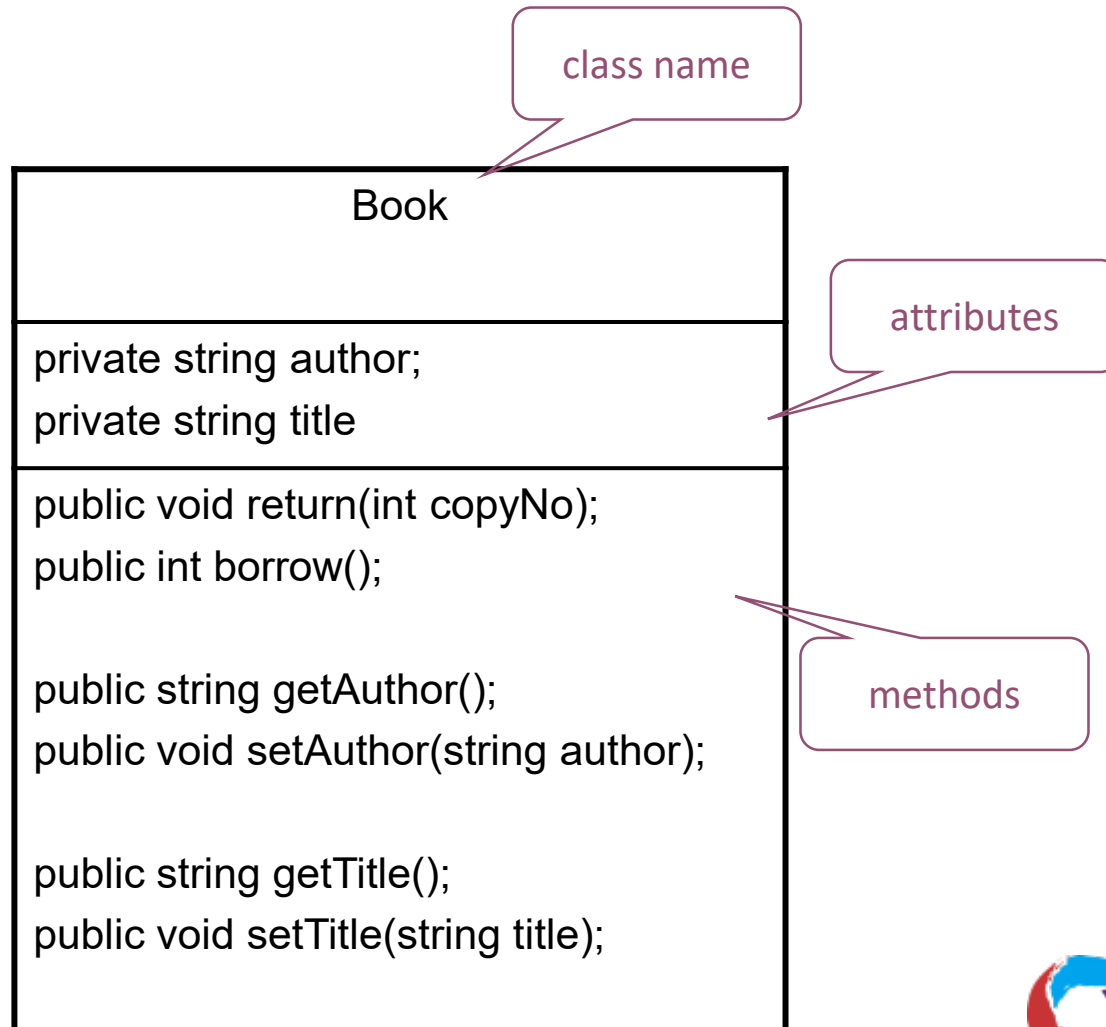 class name
Book
attributes
private string author;
private string title
public void return(int copyNo);
public int borrow();
methods
public string getAuthor();
public void setAuthor(string author);
public string getTitle();
public void setTitle(string title);